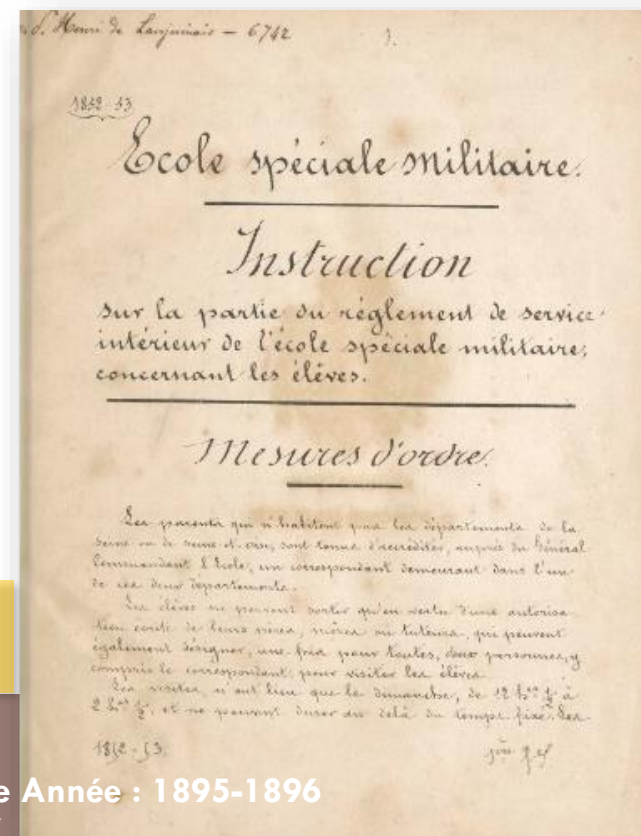 S. Henri de Lanjuinais — 6742
1.
1852-53
Ecole spéciale militaire.
Instruction
sur la partie du règlement de service
intérieur de l'école spéciale militaire,
concernant les élèves.
Mesures d'ordre.
Les parents qui n'habitent pas les départements de la
Seine ou de Seine-et-Oise, sont tenus d'accréditer, auprès du Général
Commandant l'Ecole, un correspondant demeurant dans l'un
de ces deux départements.
Les élèves ne peuvent sortir qu'en vertu d'une autorisa
tion écrite de leurs pères, mères ou tuteurs, qui peuvent
également désigner, une fois pour toutes, deux personnes, y
compris le correspondant, pour visiter les élèves.
Les visites n'ont lieu que le dimanche, de 12 h ½ à
2 h ½, et ne peuvent durer au delà du temps fixé. Les
1852-53.
e Année : 1895-1896